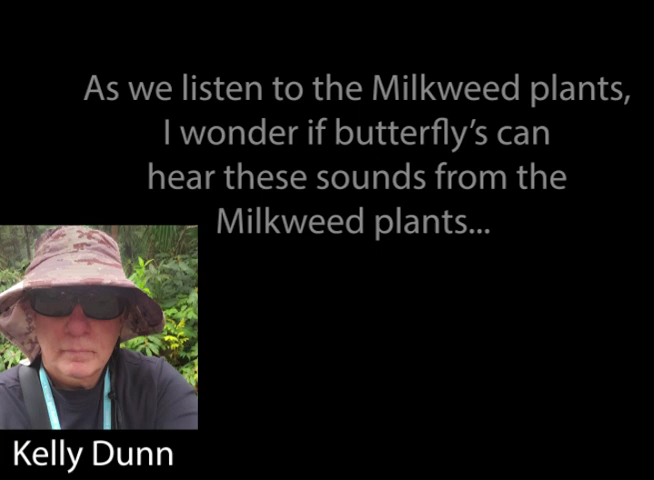 As we listen to the Milkweed plants,
I wonder if butterfly’s can
hear these sounds from the
Milkweed plants...
Kelly Dunn